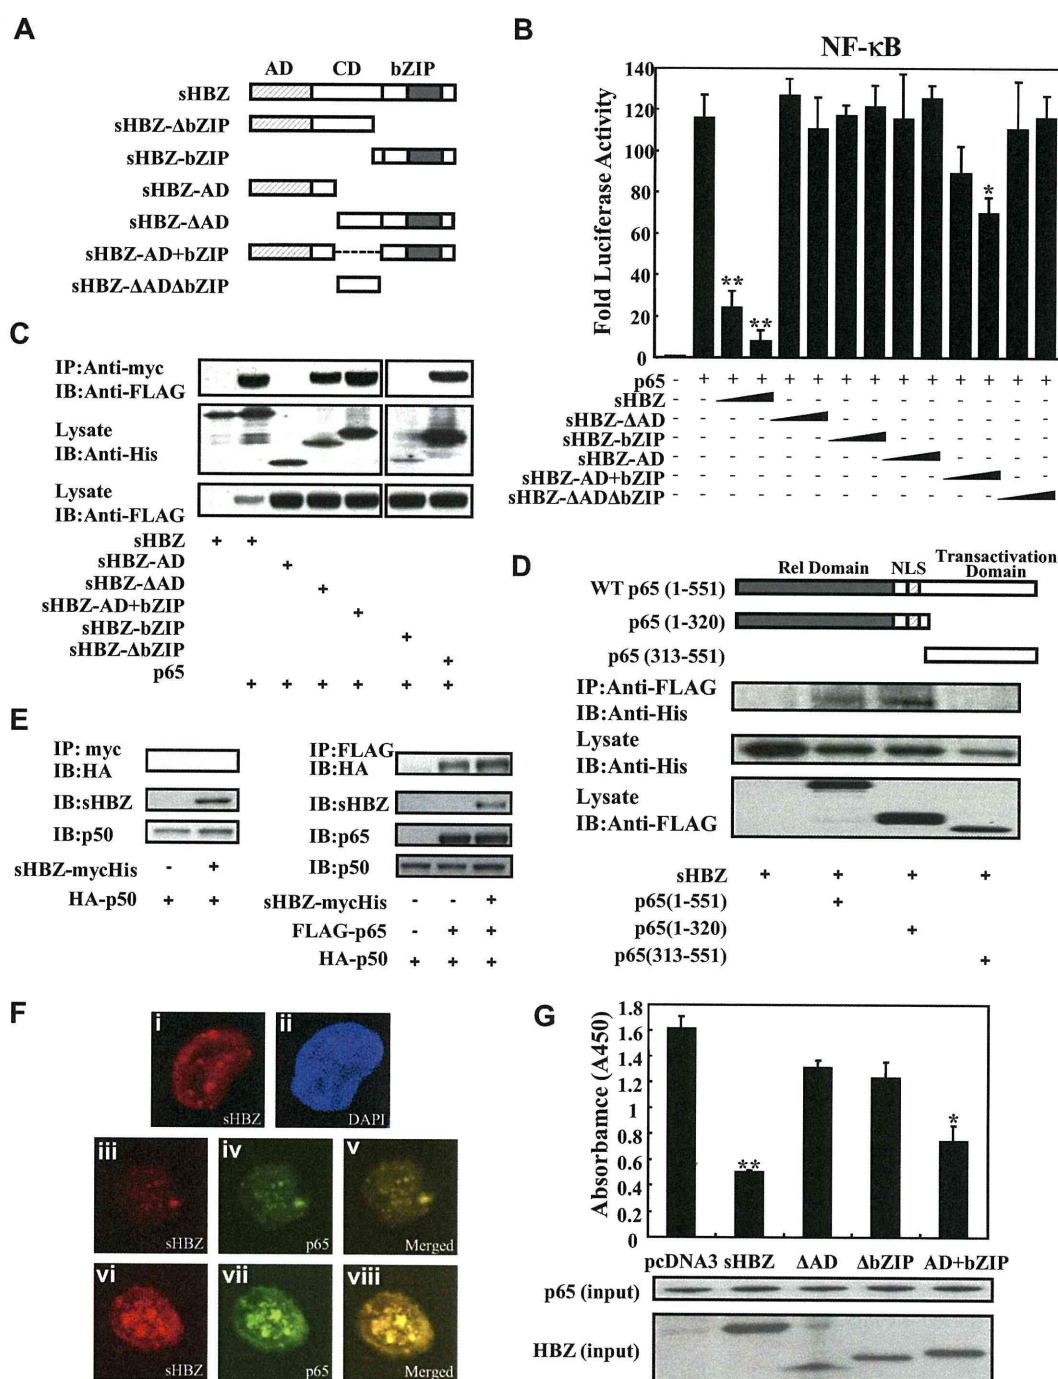 A
AD CD bZIP
sHBZ
sHBZ-ΔbZIP
sHBZ-bZIP
sHBZ-AD
sHBZ-ΔAD
sHBZ-AD+bZIP
sHBZ-ΔADΔbZIP
B
NF-κB
Fold Luciferase Activity
140
120
100
80
60
40
20
0
** ** *
p65 - + + + + + + + + + + + + +
sHBZ - - - - - - - - - - - -
sHBZ-ΔAD - - - - - - - - - - - -
sHBZ-bZIP - - - - - - - - - - - -
sHBZ-AD - - - - - - - - - - - -
sHBZ-AD+bZIP - - - - - - - - - - - -
sHBZ-ΔADΔbZIP - - - - - - - - - - - -
C
IP:Anti-myc
IB:Anti-FLAG
Lysate
IB:Anti-His
Lysate
IB:Anti-FLAG
sHBZ + +
sHBZ-AD +
sHBZ-ΔAD +
sHBZ-AD+bZIP +
sHBZ-bZIP +
sHBZ-ΔbZIP +
p65 + + + + + +
D
Rel Domain NLS Transactivation Domain
WT p65 (1-551)
p65 (1-320)
p65 (313-551)
IP:Anti-FLAG
IB:Anti-His
Lysate
IB:Anti-His
Lysate
IB:Anti-FLAG
sHBZ + + + +
p65(1-551) +
p65(1-320) +
p65(313-551) +
E
IP: myc
IB:HA
IB:sHBZ
IB:p50
sHBZ-mycHis - +
HA-p50 + +
IP:FLAG
IB:HA
IB:sHBZ
IB:p65
IB:p50
sHBZ-mycHis - - +
FLAG-p65 - + +
HA-p50 + + +
F
i sHBZ
ii DAPI
iii sHBZ
iv p65
v Merged
vi sHBZ
vii p65
viii Merged
G
Absorbamce (A450)
1.8
1.6
1.4
1.2
1
0.8
0.6
0.4
0.2
0
** *
pcDNA3 sHBZ ΔAD ΔbZIP AD+bZIP
p65 (input)
HBZ (input)